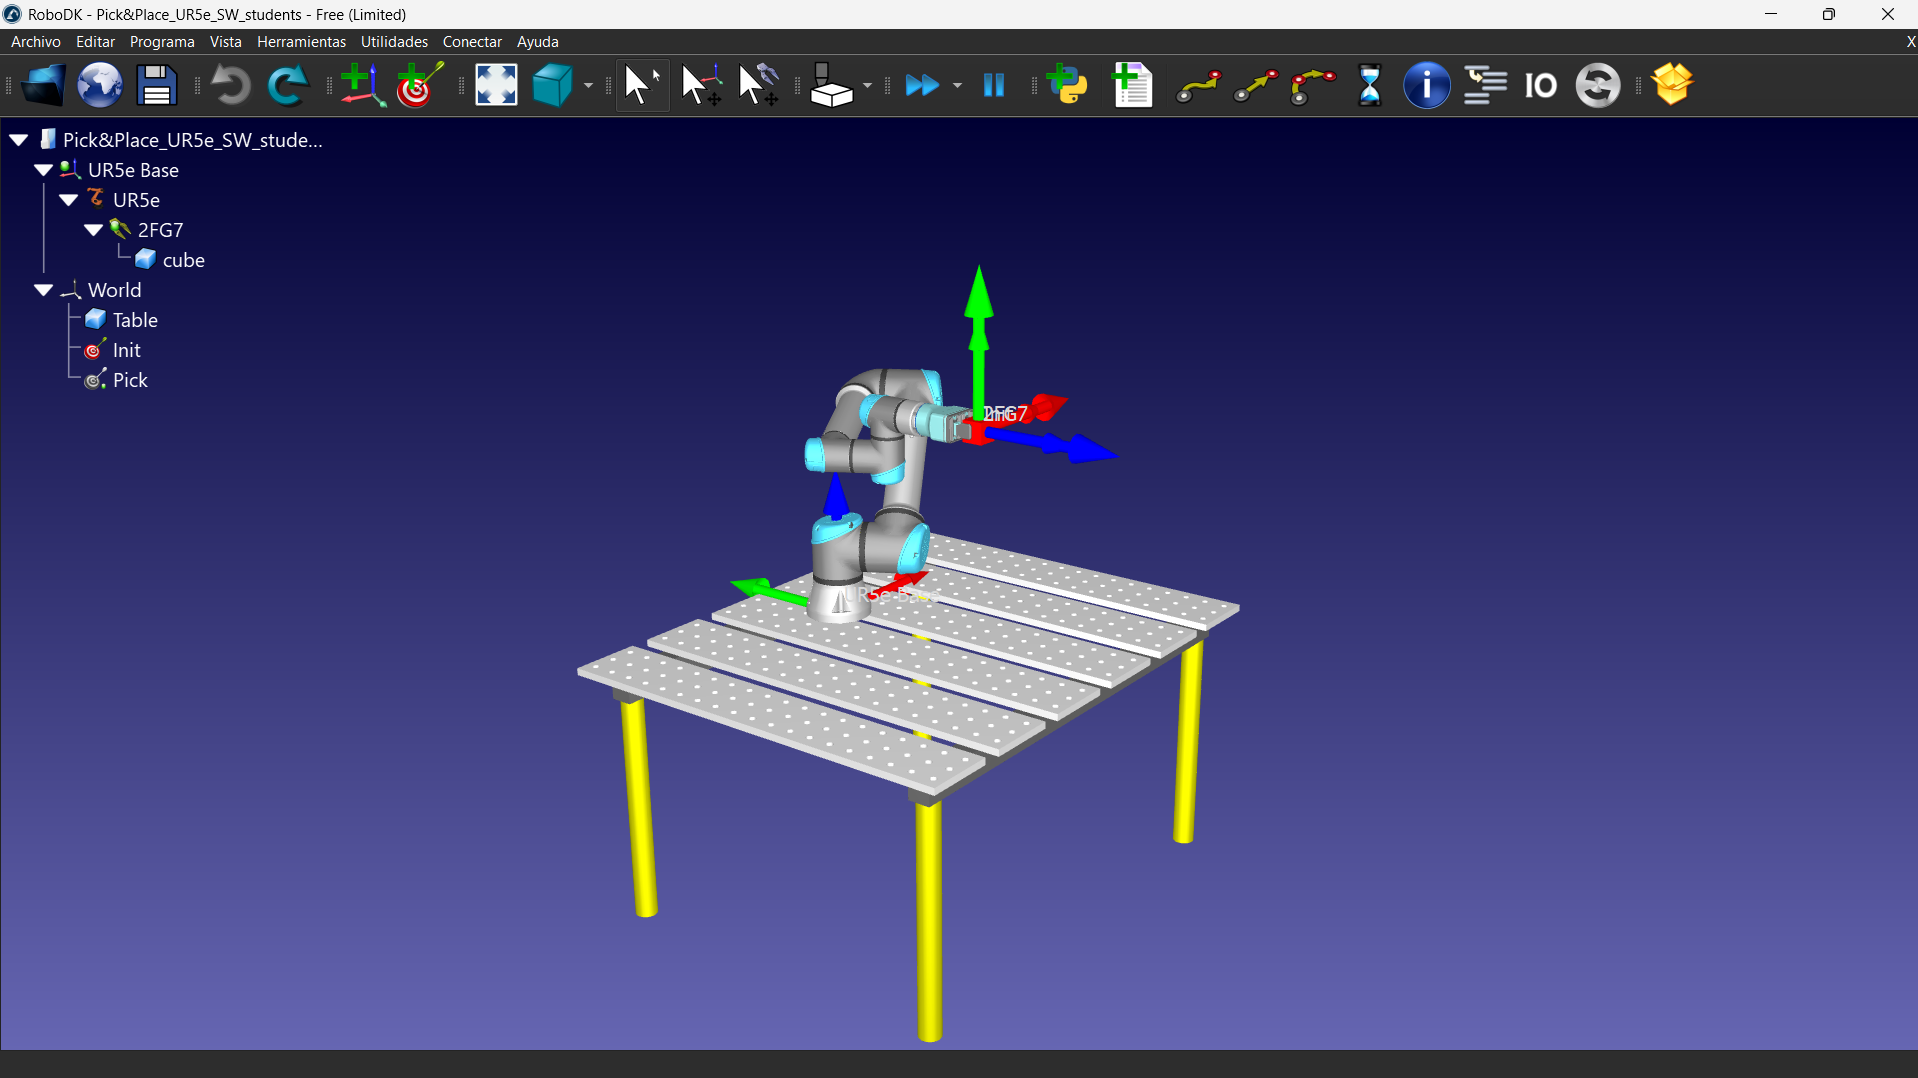 RoboDK - Pick&Place_UR5e_SW_students - Free (Limited)
Archivo Editar Programa Vista Herramientas Utilidades Conectar Ayuda X
IO
Pick&Place_UR5e_SW_stude...
UR5e Base
UR5e
2FG7
cube
World
Table
Init
Pick
2FG7
UR5e Base